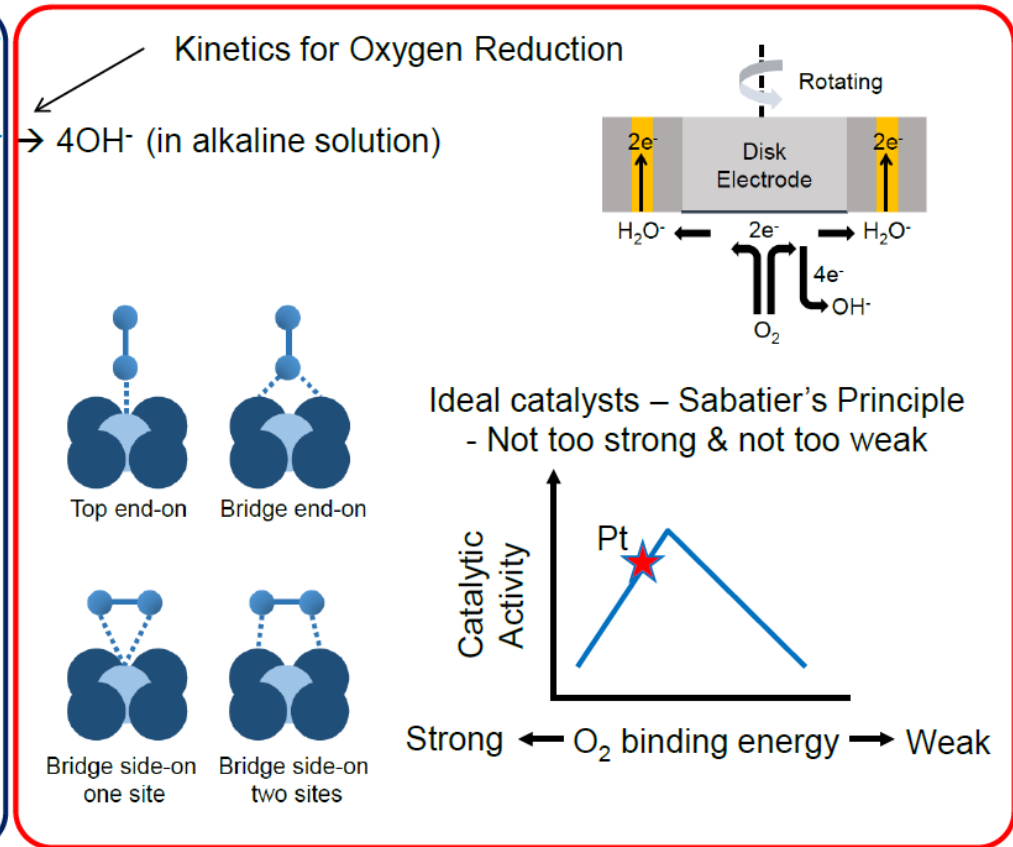 Kinetics for Oxygen Reduction
→ 4OH⁻ (in alkaline solution)
Rotating
2e⁻
Disk
Electrode
2e⁻
H₂O⁻
2e⁻
H₂O⁻
4e⁻
OH⁻
O₂
Top end-on
Bridge end-on
Bridge side-on
one site
Bridge side-on
two sites
Ideal catalysts – Sabatier's Principle
- Not too strong & not too weak
Catalytic
Activity
Pt
Strong ← O₂ binding energy → Weak